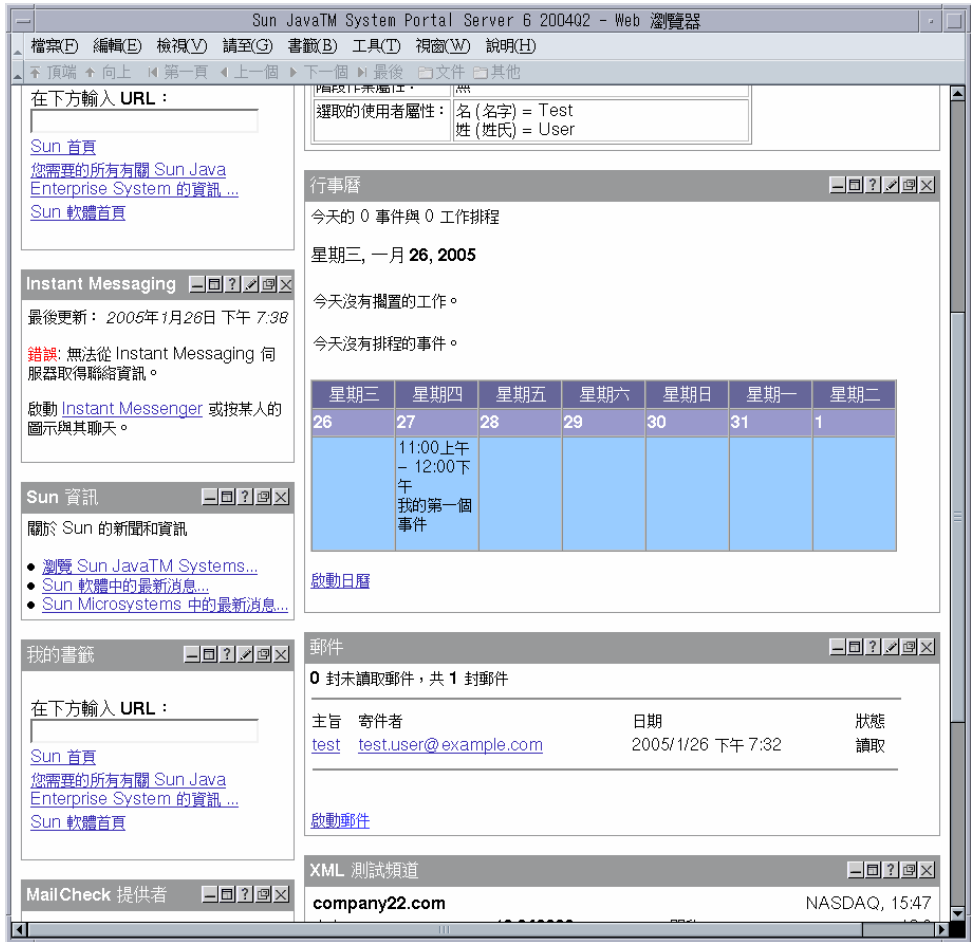 Sun JavaTM System Portal Server 6 2004Q2 - Web 瀏覽器
檔案(F) 編輯(E) 檢視(V) 請至(G) 書籤(B) 工具(T) 視窗(W) 說明(H)
頂端 向上 第一頁 上一個 下一個 最後 文件 其他
在下方輸入 URL：
Sun 首頁
您需要的所有有關 Sun Java
Enterprise System 的資訊 ...
Sun 軟體首頁
Instant Messaging
最後更新： 2005年1月26日 下午 7:38
錯誤: 無法從 Instant Messaging 伺
服器取得聯絡資訊。
啟動 Instant Messenger 或按某人的
圖示與其聊天。
Sun 資訊
關於 Sun 的新聞和資訊
瀏覽 Sun JavaTM Systems...
Sun 軟體中的最新消息...
Sun Microsystems 中的最新消息...
我的書籤
在下方輸入 URL：
Sun 首頁
您需要的所有有關 Sun Java
Enterprise System 的資訊 ...
Sun 軟體首頁
MailCheck 提供者
選取的使用者屬性： 名 (名字) = Test
姓 (姓氏) = User
行事曆
今天的 0 事件與 0 工作排程
星期三, 一月 26, 2005
今天沒有擱置的工作。
今天沒有排程的事件。
星期三 星期四 星期五 星期六 星期日 星期一 星期二
26 27 28 29 30 31 1
11:00上午
– 12:00下
午
我的第一個
事件
啟動日曆
郵件
0 封未讀取郵件，共 1 封郵件
主旨 寄件者 日期 狀態
test test.user@example.com 2005/1/26 下午 7:32 讀取
啟動郵件
XML 測試頻道
company22.com NASDAQ, 15:47